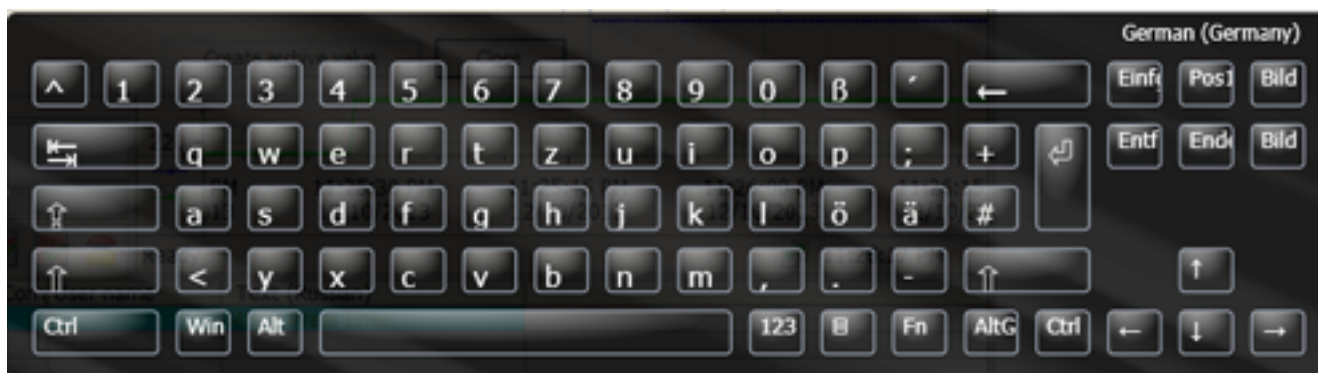 German (Germany)
^ 1 2 3 4 5 6 7 8 9 0 ß ´ ← Einfg Pos1 Bild
q w e r t z u i o p ; + Entf Ende Bild
a s d f g h j k l ö ä #
< y x c v b n m , . - ↑
Ctrl Win Alt 123 Fn AltG Ctrl ← ↓ →